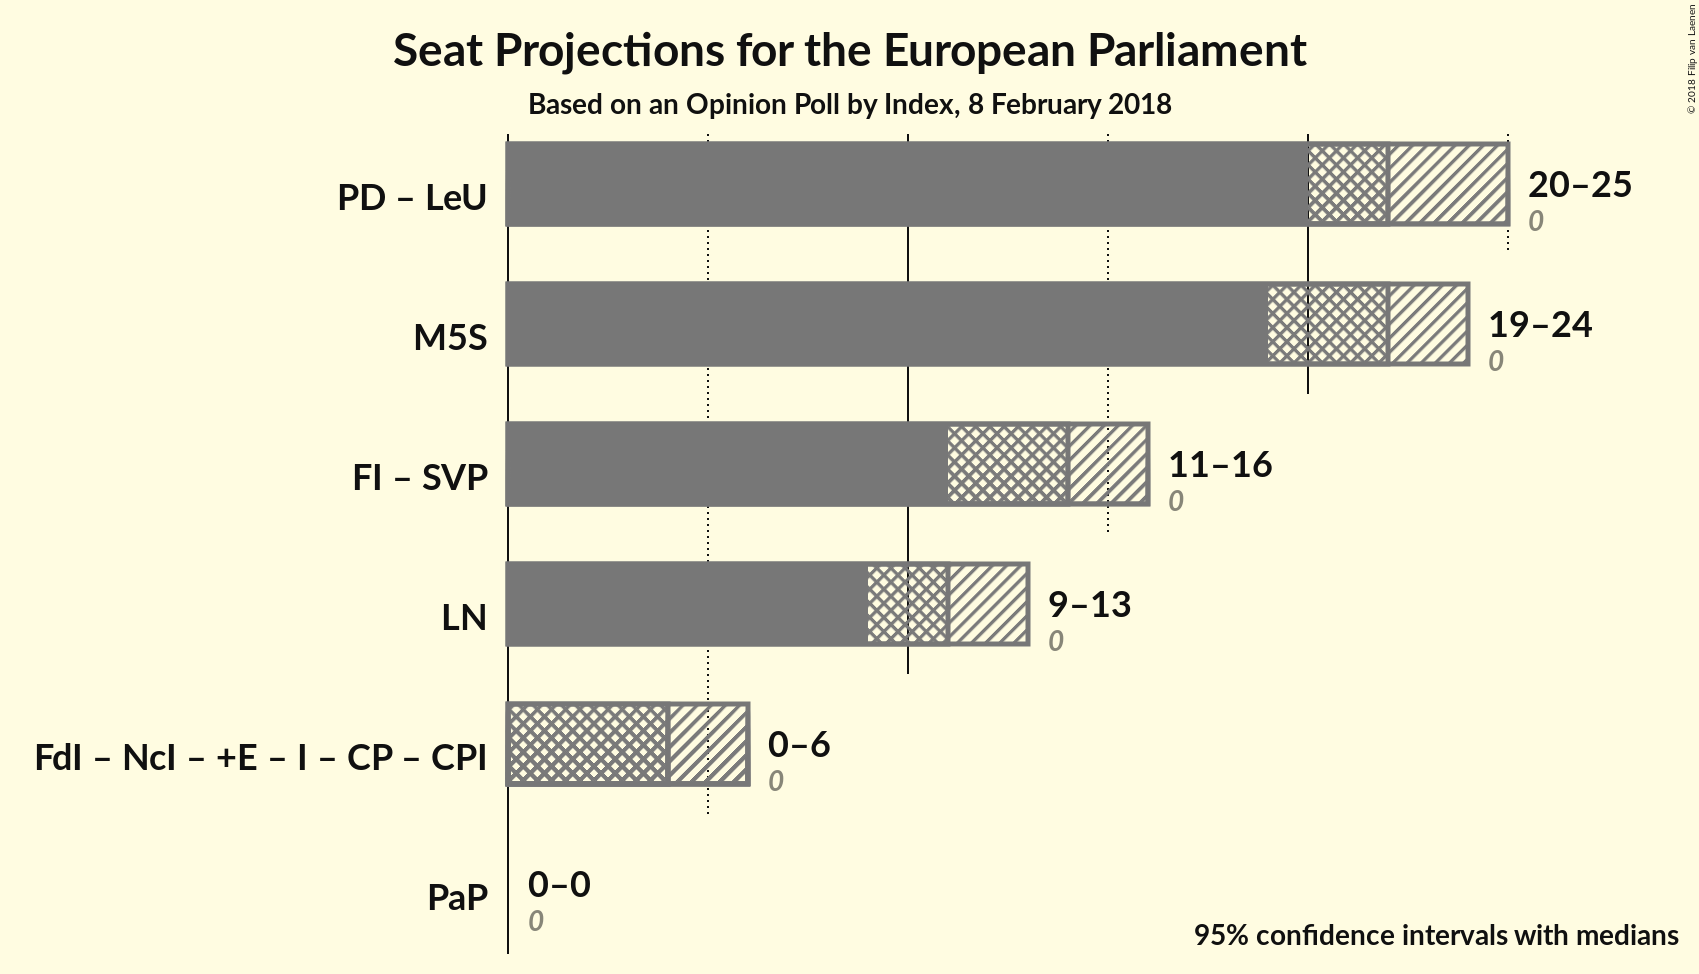 Seat Projections for the European Parliament
Based on an Opinion Poll by Index, 8 February 2018
© 2018 Filip van Laenen
PD – LeU
20–25
0
M5S
19–24
0
FI – SVP
11–16
0
LN
9–13
0
FdI – NcI – +E – I – CP – CPI
0–6
0
PaP
0–0
0
95% confidence intervals with medians